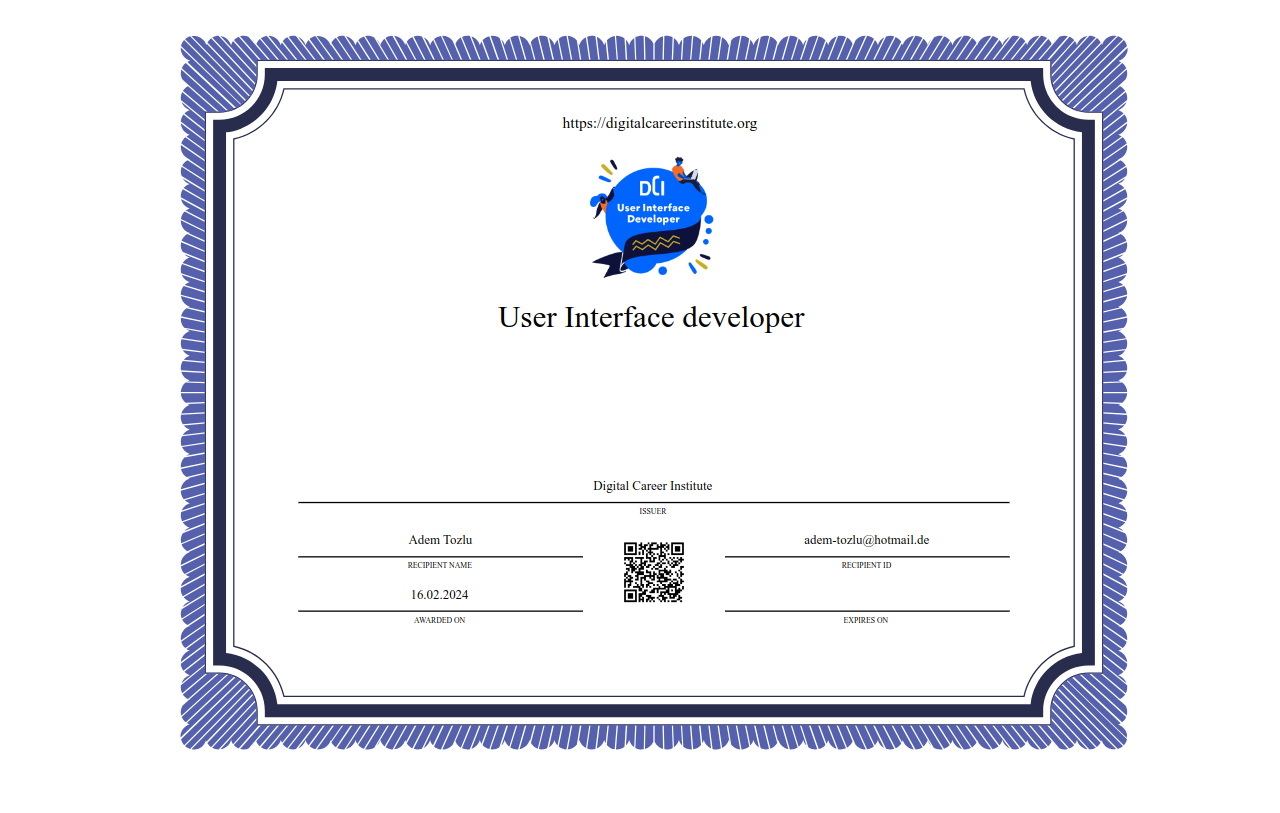 https://digitalcareerinstitute.org
DCI
User Interface
Developer
User Interface developer
Digital Career Institute
ISSUER
Adem Tozlu
RECIPIENT NAME
adem-tozlu@hotmail.de
RECIPIENT ID
16.02.2024
AWARDED ON
EXPIRES ON